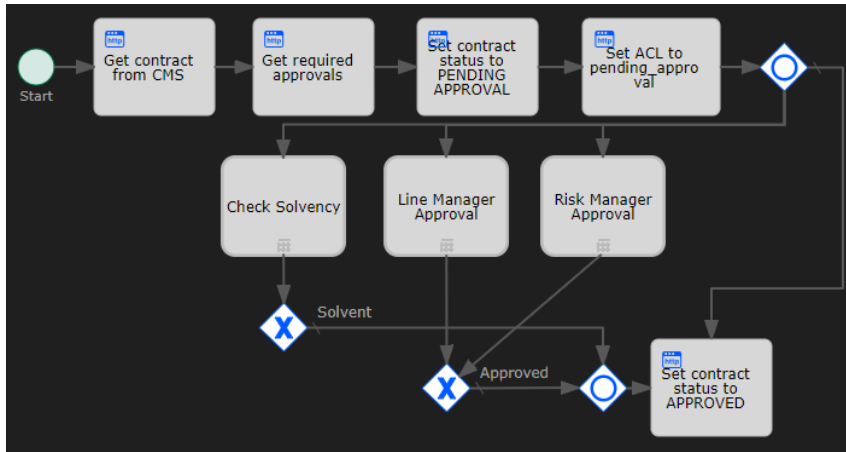 http
Get contract
from CMS
http
Get required
approvals
http
Set contract
status to
PENDING
APPROVAL
http
Set ACL to
pending_appro
val
Start
Check Solvency
Line Manager
Approval
Risk Manager
Approval
X
Solvent
X
Approved
http
Set contract
status to
APPROVED